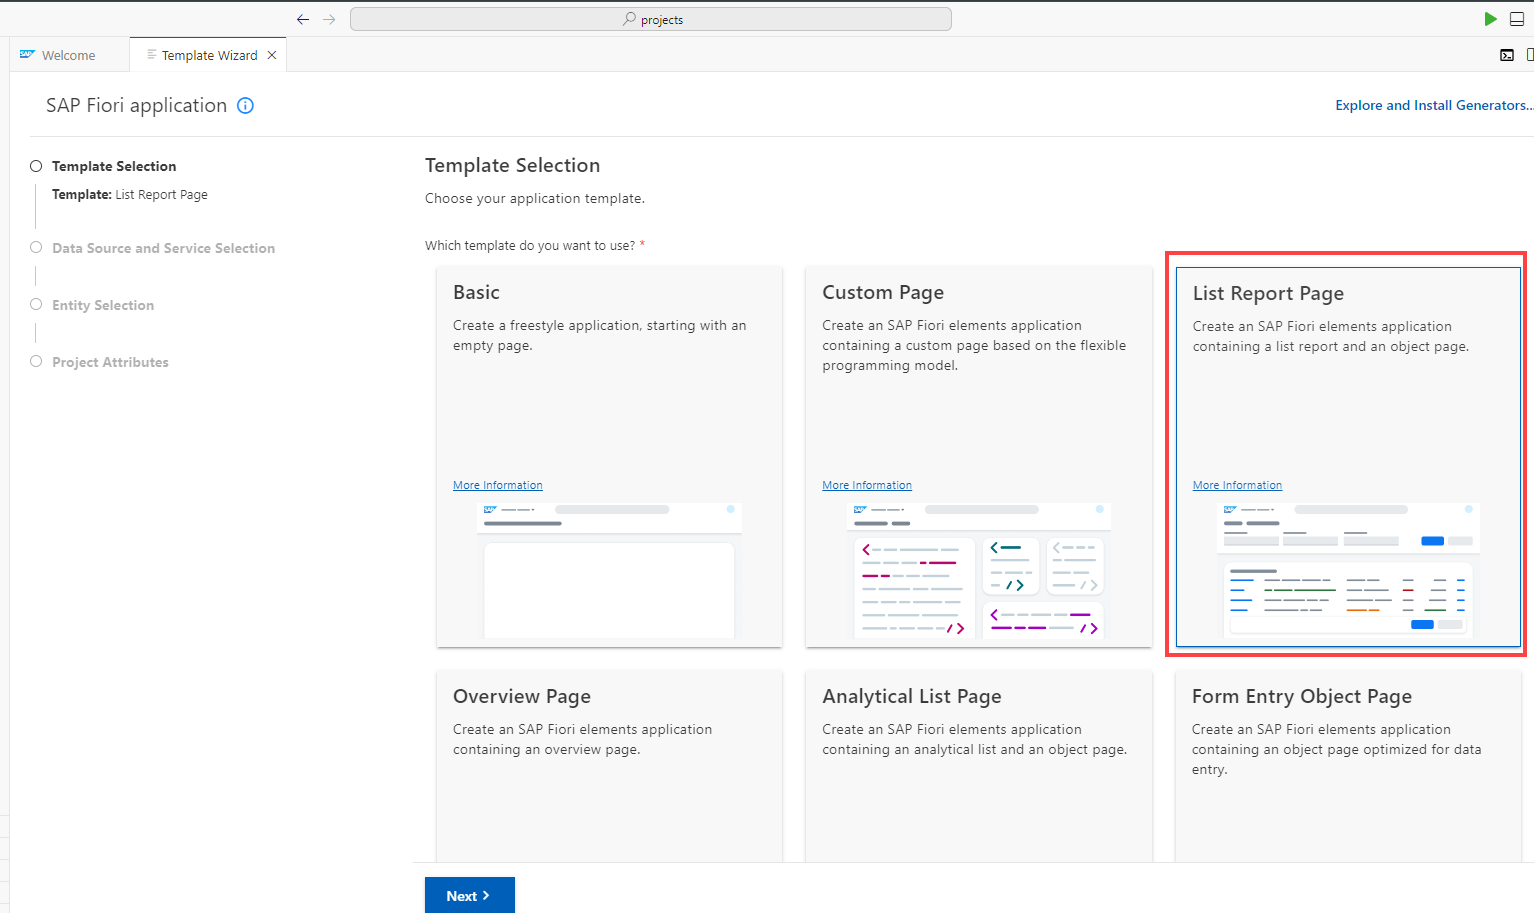 projects
SAP Welcome
Template Wizard
SAP Fiori application
Explore and Install Generators...
Template Selection
Template: List Report Page
Data Source and Service Selection
Entity Selection
Project Attributes
Template Selection
Choose your application template.
Which template do you want to use? *
Basic
Create a freestyle application, starting with an
empty page.
More Information
SAP
Custom Page
Create an SAP Fiori elements application
containing a custom page based on the flexible
programming model.
More Information
SAP
List Report Page
Create an SAP Fiori elements application
containing a list report and an object page.
More Information
SAP
Overview Page
Create an SAP Fiori elements application
containing an overview page.
Analytical List Page
Create an SAP Fiori elements application
containing an analytical list and an object page.
Form Entry Object Page
Create an SAP Fiori elements application
containing an object page optimized for data
entry.
Next >